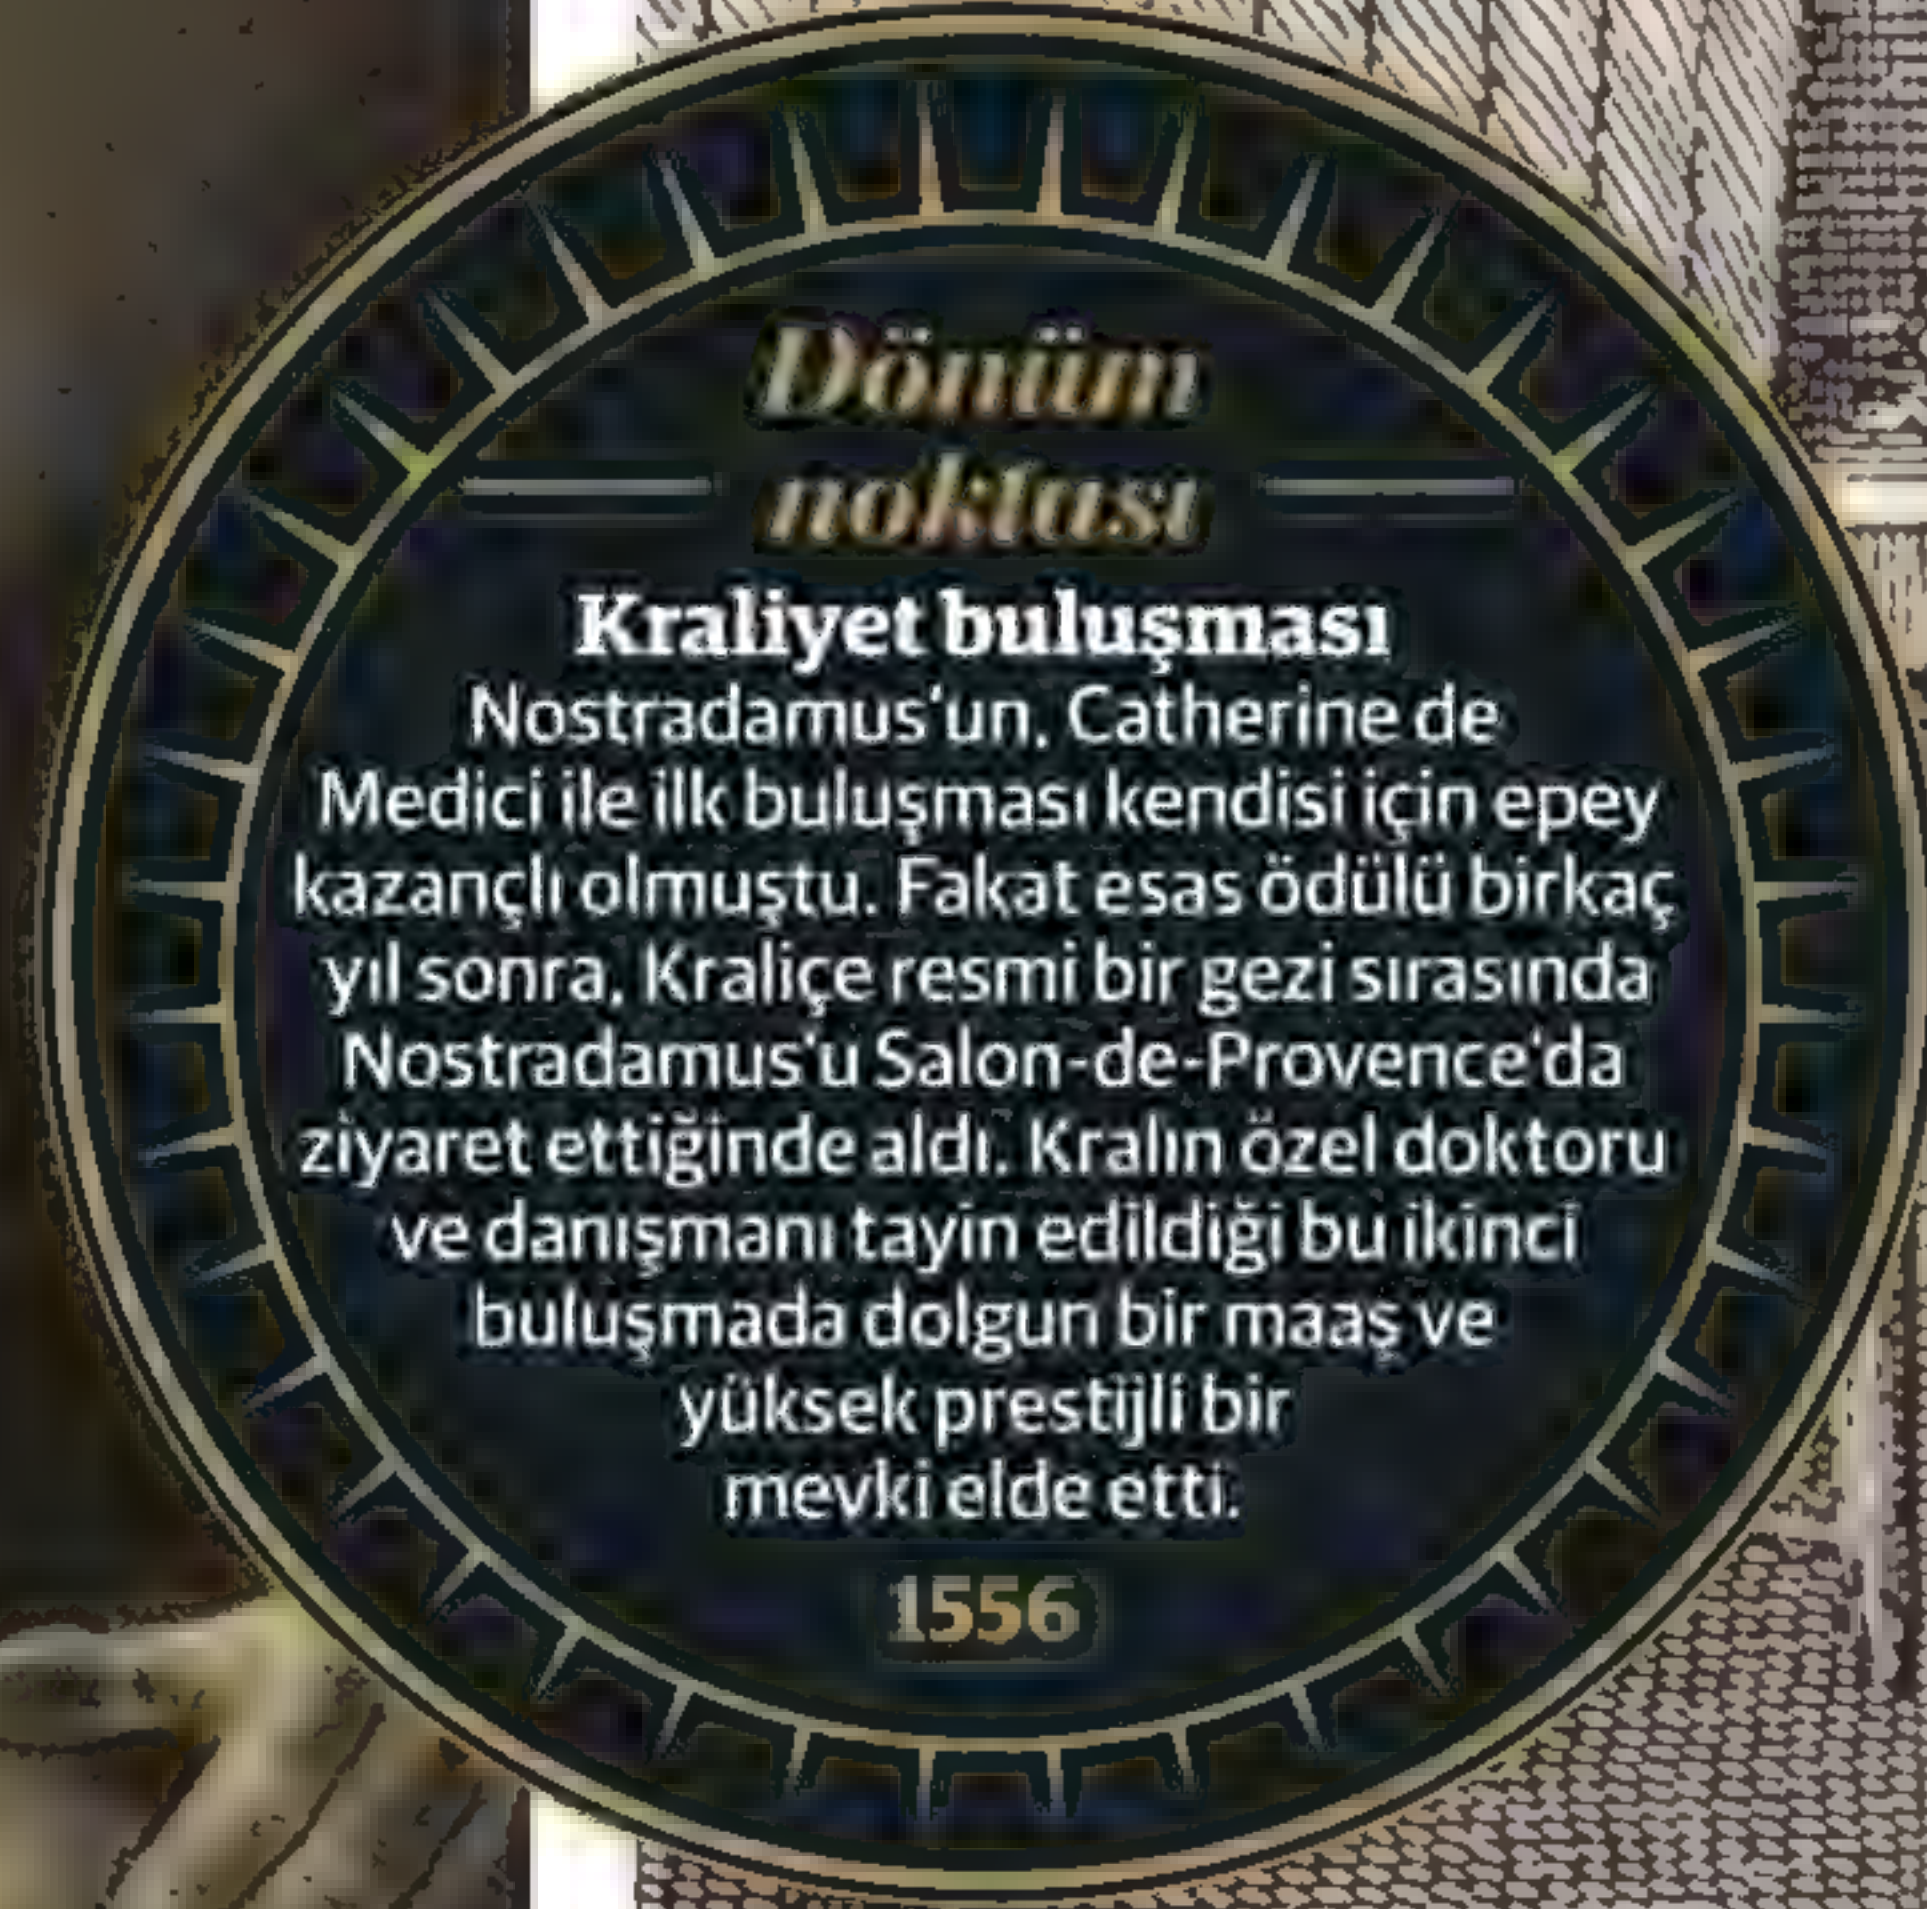 Dönüm
noktası
Kraliyet buluşması
Nostradamus'un, Catherine de
Medici ile ilk buluşması kendisi için epey
kazançlı olmuştu. Fakat esas ödülü birkaç
yıl sonra, Kraliçe resmi bir gezi sırasında
Nostradamus'u Salon-de-Provence'da
ziyaret ettiğinde aldı. Kralın özel doktoru
ve danışmanı tayin edildiği bu ikinci
buluşmada dolgun bir maaş ve
yüksek prestijli bir
mevki elde etti.
1556